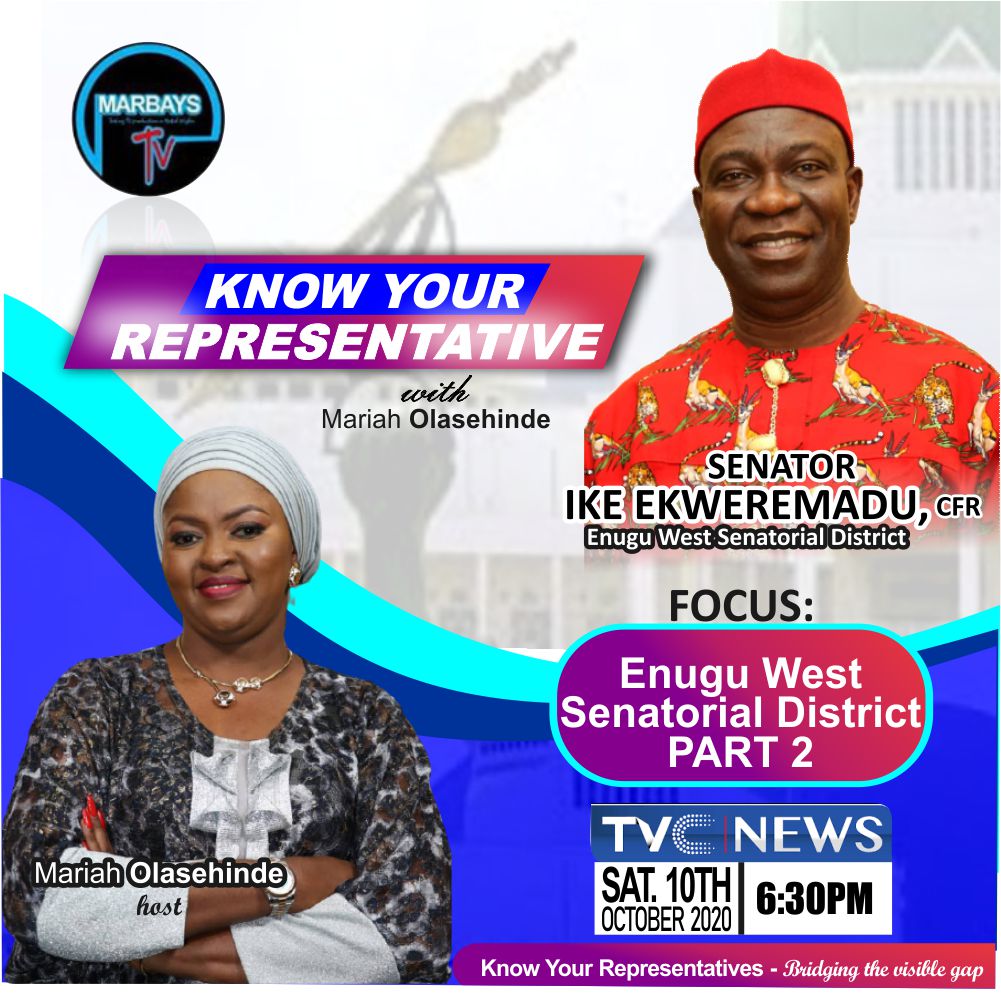 MARBAYS
TV
KNOW YOUR
REPRESENTATIVE
with
Mariah Olasehinde
SENATOR
IKE EKWEREMADU, CFR
Enugu West Senatorial District
FOCUS:
Enugu West
Senatorial District
PART 2
TVC NEWS
SAT. 10TH
OCTOBER 2020
6:30PM
Mariah Olasehinde
host
Know Your Representatives - Bridging the visible gap